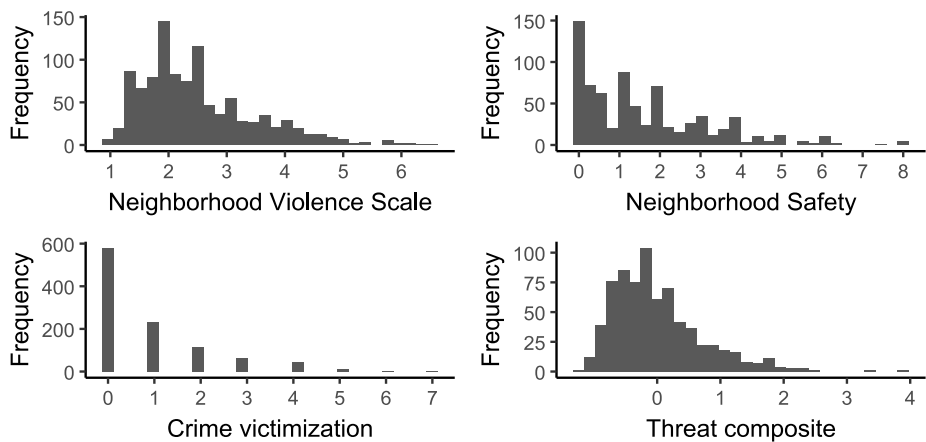 150
100
50
0
Frequency
1 2 3 4 5 6
Neighborhood Violence Scale
150
100
50
0
Frequency
0 1 2 3 4 5 6 7 8
Neighborhood Safety
600
400
200
0
Frequency
0 1 2 3 4 5 6 7
Crime victimization
100
75
50
25
0
Frequency
0 1 2 3 4
Threat composite